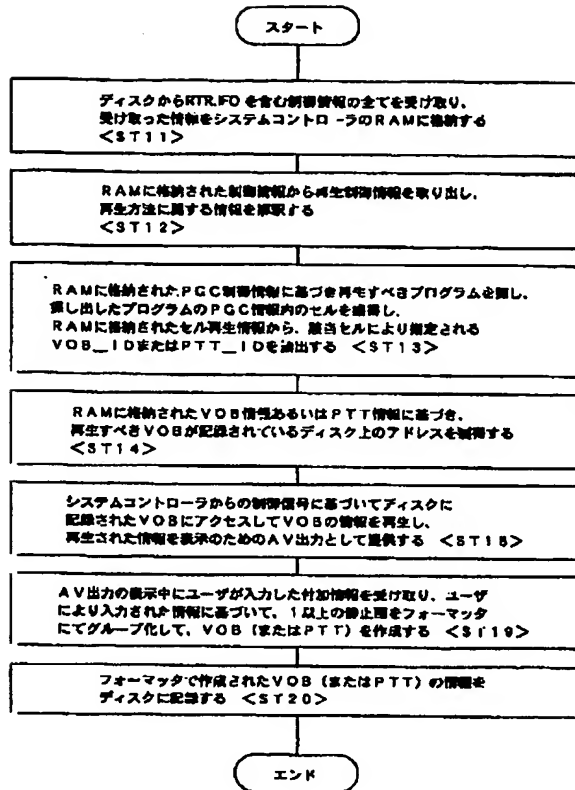 スタート
ディスクからRTR.IFOを含む制御情報の全てを受け取り、
受け取った情報をシステムコントローラのRAMに格納する
<ST11>
RAMに格納された制御情報から再生制御情報を取り出し、
再生方法に関する情報を解釈する
<ST12>
RAMに格納されたPGC制御情報に基づき再生すべきプログラムを探し、
探し出したプログラムのPGC情報内のセルを獲得し、
RAMに格納されたセル再生情報から、該当セルにより指定される
VOB_IDまたはPTT_IDを読出する <ST13>
RAMに格納されたVOB情報あるいはPTT情報に基づき、
再生すべきVOBが記録されているディスク上のアドレスを獲得する
<ST14>
システムコントローラからの制御信号に基づいてディスクに
記録されたVOBにアクセスしてVOBの情報を再生し、
再生された情報を表示のためのAV出力として提供する <ST15>
AV出力の表示中にユーザが入力した付加情報を受け取り、ユーザ
により入力された情報に基づいて、1以上の静止画をフォーマッタ
にてグループ化して、VOB(またはPTT)を作成する <ST19>
フォーマッタで作成されたVOB(またはPTT)の情報を
ディスクに記録する <ST20>
エンド